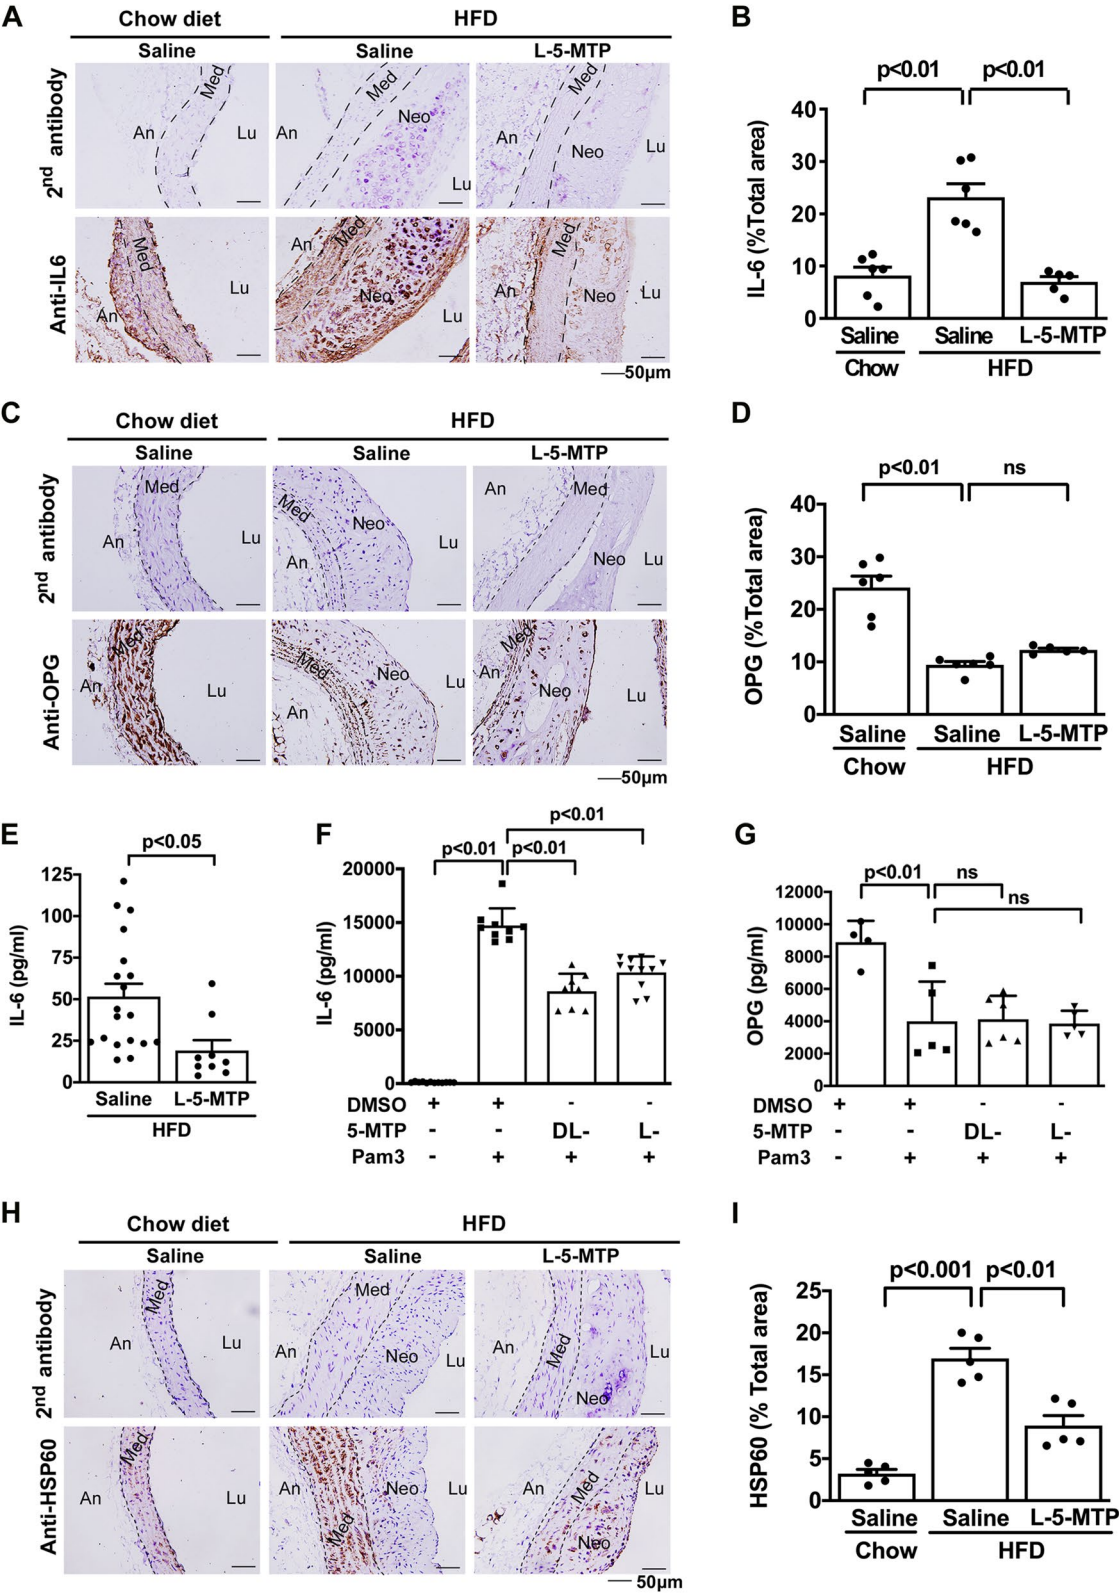 A
Chow diet
HFD
Saline
Saline
L-5-MTP
2nd antibody
Med
An
Lu
Med
Neo
An
Lu
Med
An
Neo
Lu
Anti-IL6
Med
An
Lu
An
Med
Neo
Lu
Med
An
Neo
Lu
50μm
B
p<0.01
p<0.01
IL-6 (%Total area)
40
30
20
10
0
Saline
Saline
L-5-MTP
Chow
HFD
C
Chow diet
HFD
Saline
Saline
L-5-MTP
2nd antibody
Med
An
Lu
Med
Neo
An
Lu
An
Med
Neo
Lu
Anti-OPG
Med
An
Lu
Med
Neo
An
Lu
Med
An
Neo
Lu
50μm
D
p<0.01
ns
OPG (%Total area)
40
30
20
10
0
Saline
Saline
L-5-MTP
Chow
HFD
E
p<0.05
IL-6 (pg/ml)
125
100
75
50
25
0
Saline
L-5-MTP
HFD
F
p<0.01
p<0.01
p<0.01
IL-6 (pg/ml)
20000
15000
10000
5000
0
DMSO + + - -
5-MTP - - DL- L-
Pam3 - + + +
G
p<0.01
ns
ns
OPG (pg/ml)
12000
10000
8000
6000
4000
2000
0
DMSO + + - -
5-MTP - - DL- L-
Pam3 - + + +
H
Chow diet
HFD
Saline
Saline
L-5-MTP
2nd antibody
Med
An
Lu
Med
An
Neo
Lu
An
Med
Neo
Lu
Anti-HSP60
Med
An
Lu
An
Neo
Lu
Med
An
Med
Lu
Neo
50μm
I
p<0.001
p<0.01
HSP60 (% Total area)
25
20
15
10
5
0
Saline
Saline
L-5-MTP
Chow
HFD